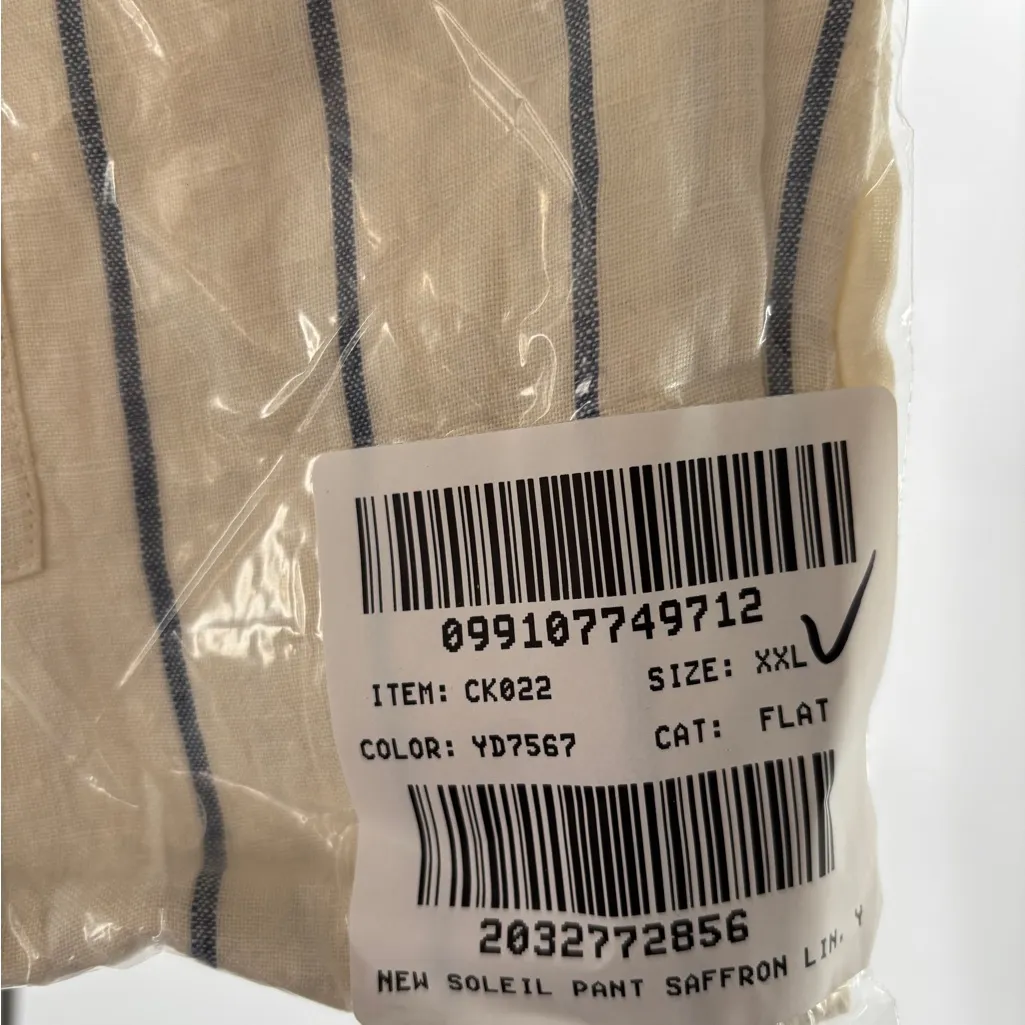 099107749712
ITEM: CK022 SIZE: XXL
COLOR: YD7567 CAT: FLAT
2032772856
NEW SOLEIL PANT SAFFRON LIN. Y